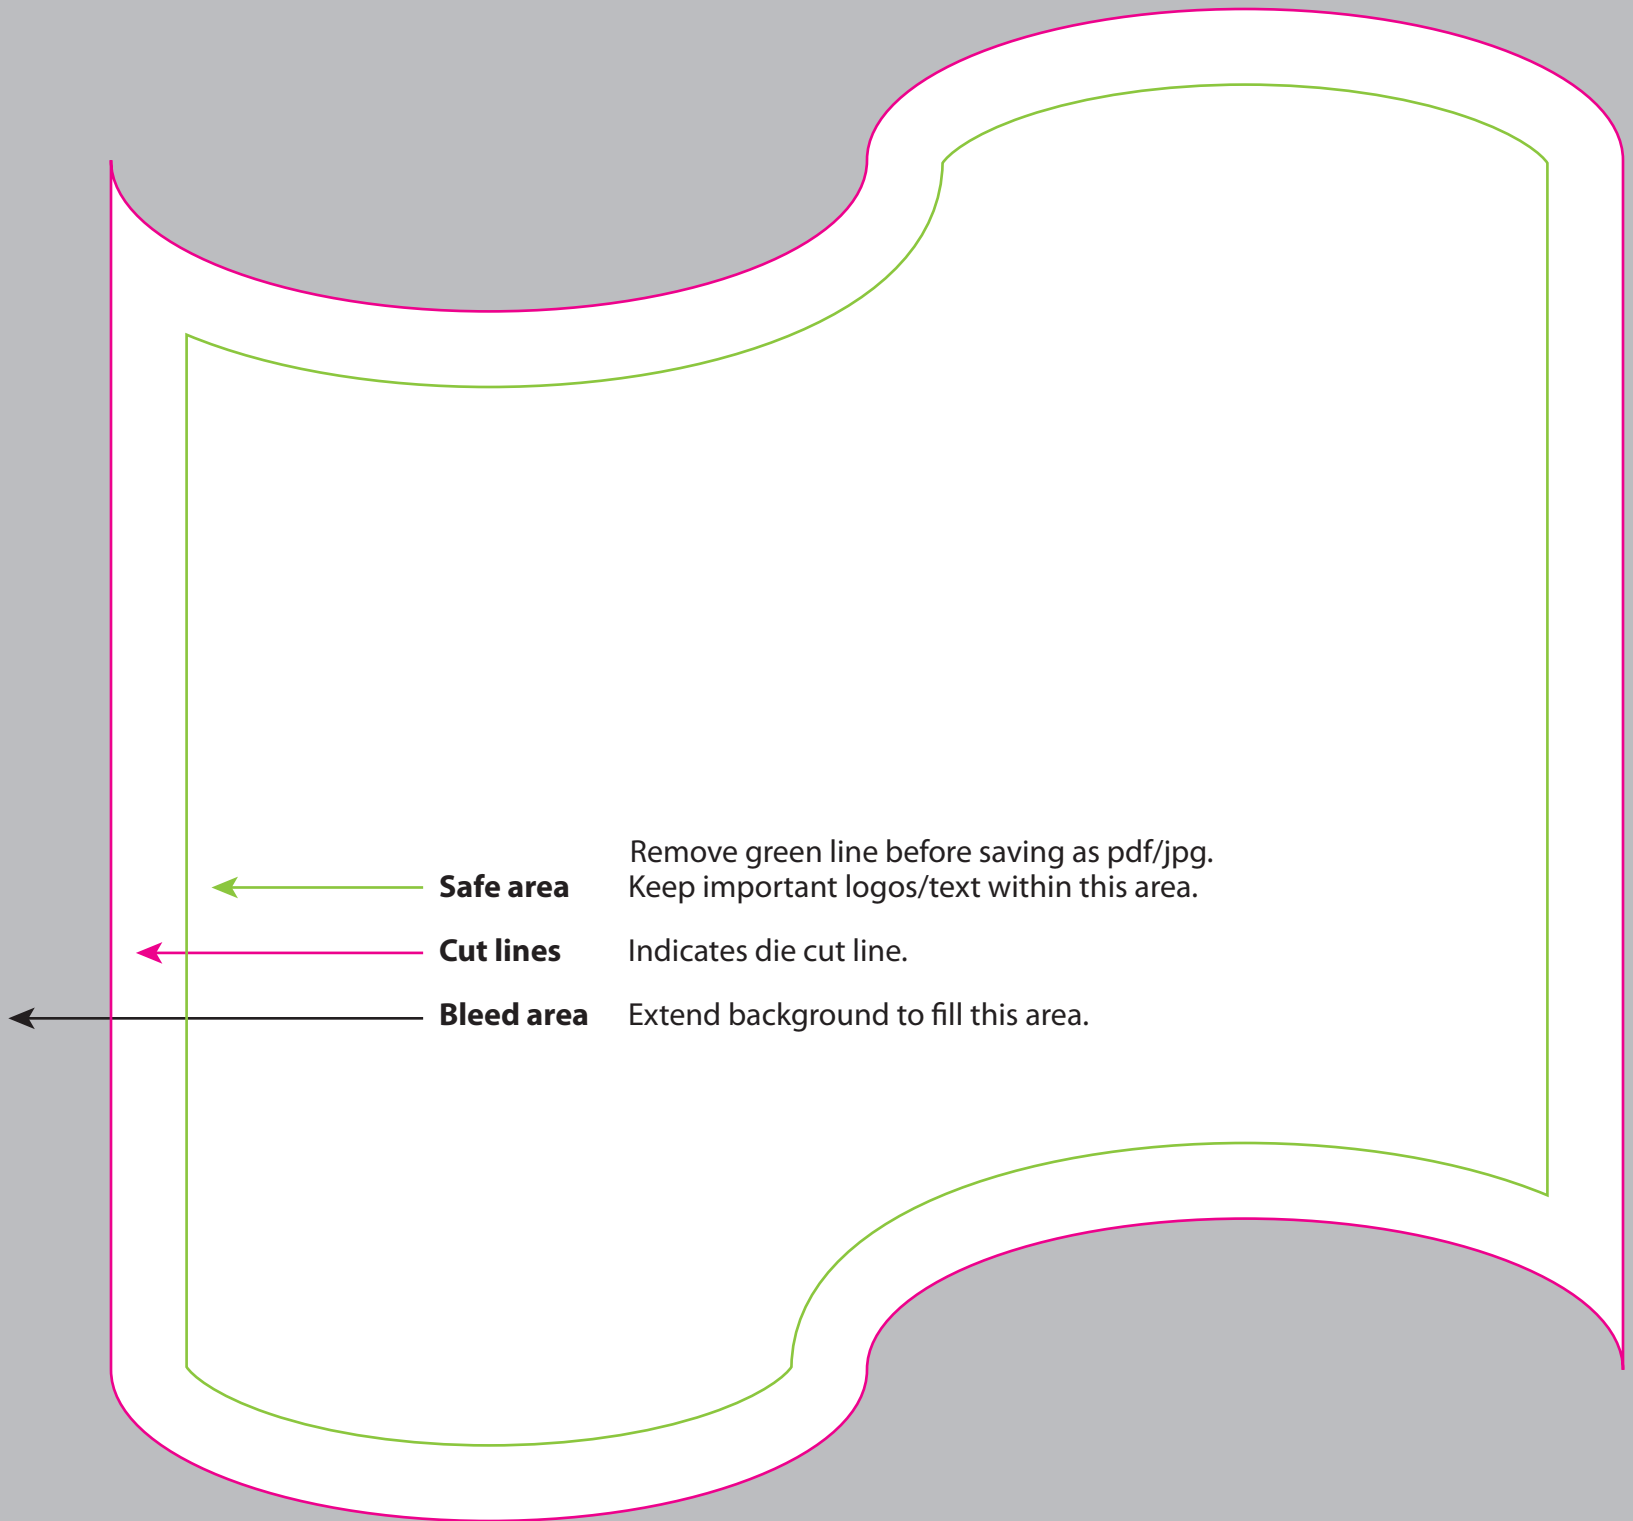 Remove green line before saving as pdf/jpg.
Safe area Keep important logos/text within this area.
Cut lines Indicates die cut line.
Bleed area Extend background to fill this area.